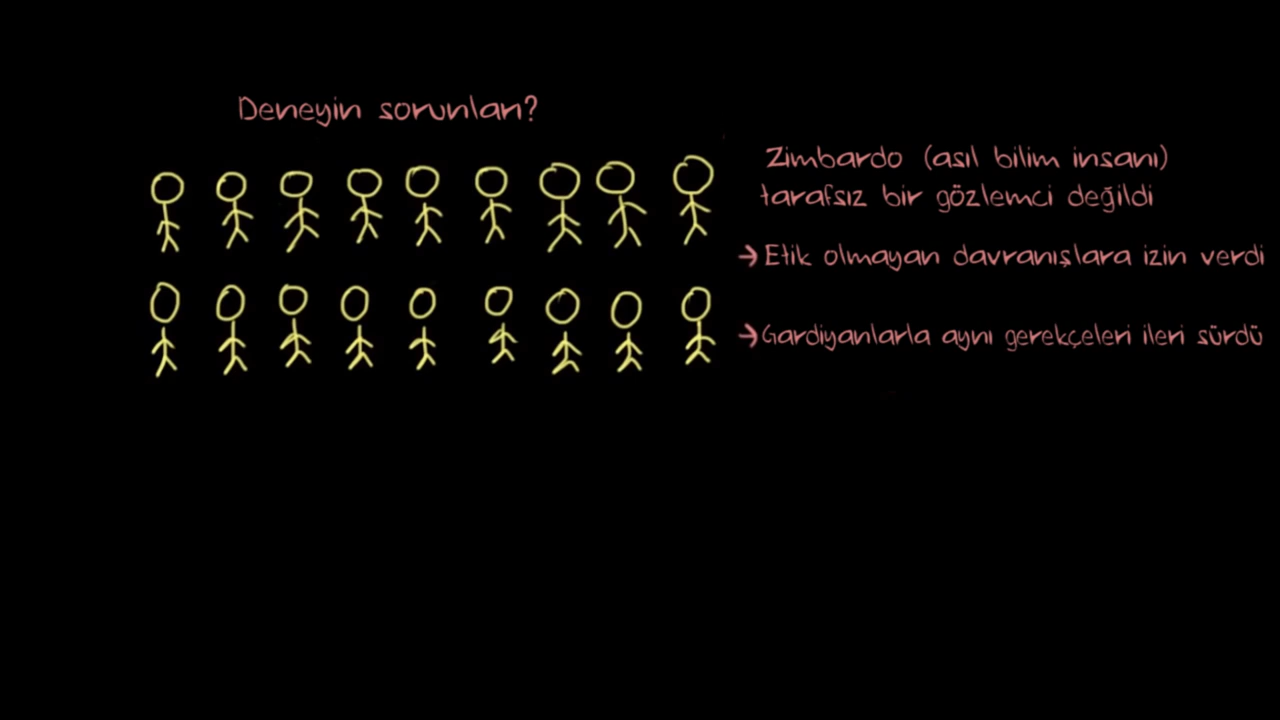 Deneyin sorunları?
Zimbardo (asıl bilim insanı)
tarafsız bir gözlemci değildi
→ Etik olmayan davranışlara izin verdi
→ Gardiyanlarla aynı gerekçeleri ileri sürdü